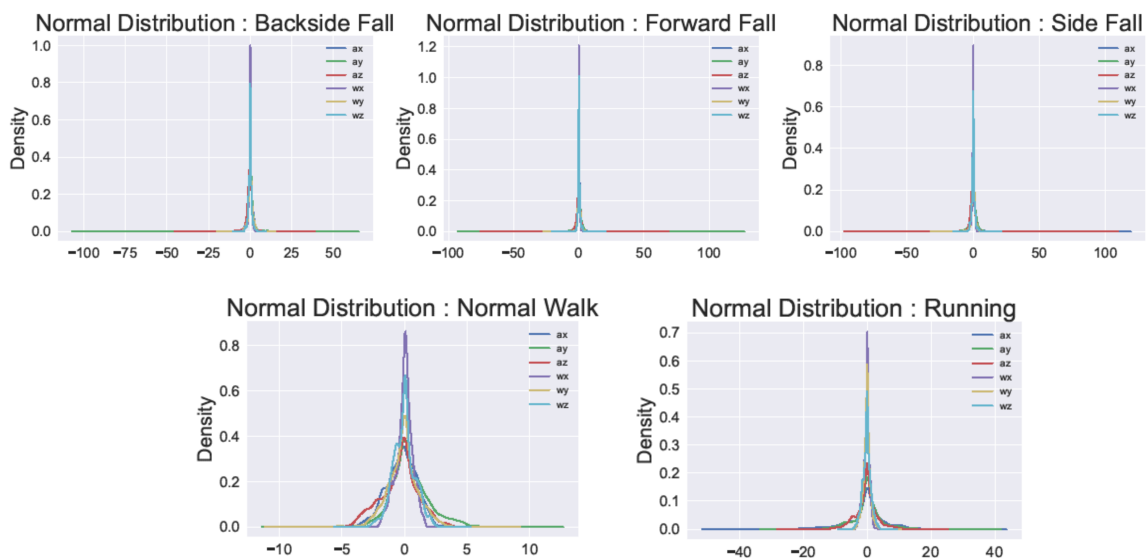 Normal Distribution : Backside Fall
Density
1.0
0.8
0.6
0.4
0.2
0.0
−100
−75
−50
−25
0
25
50
ax
ay
az
wx
wy
wz
Normal Distribution : Forward Fall
Density
1.2
1.0
0.8
0.6
0.4
0.2
0.0
−50
0
50
100
ax
ay
az
wx
wy
wz
Normal Distribution : Side Fall
Density
0.8
0.6
0.4
0.2
0.0
−100
−50
0
50
100
ax
ay
az
wx
wy
wz
Normal Distribution : Normal Walk
Density
0.8
0.6
0.4
0.2
0.0
−10
−5
0
5
10
ax
ay
az
wx
wy
wz
Normal Distribution : Running
Density
0.7
0.6
0.5
0.4
0.3
0.2
0.1
0.0
−40
−20
0
20
40
ax
ay
az
wx
wy
wz